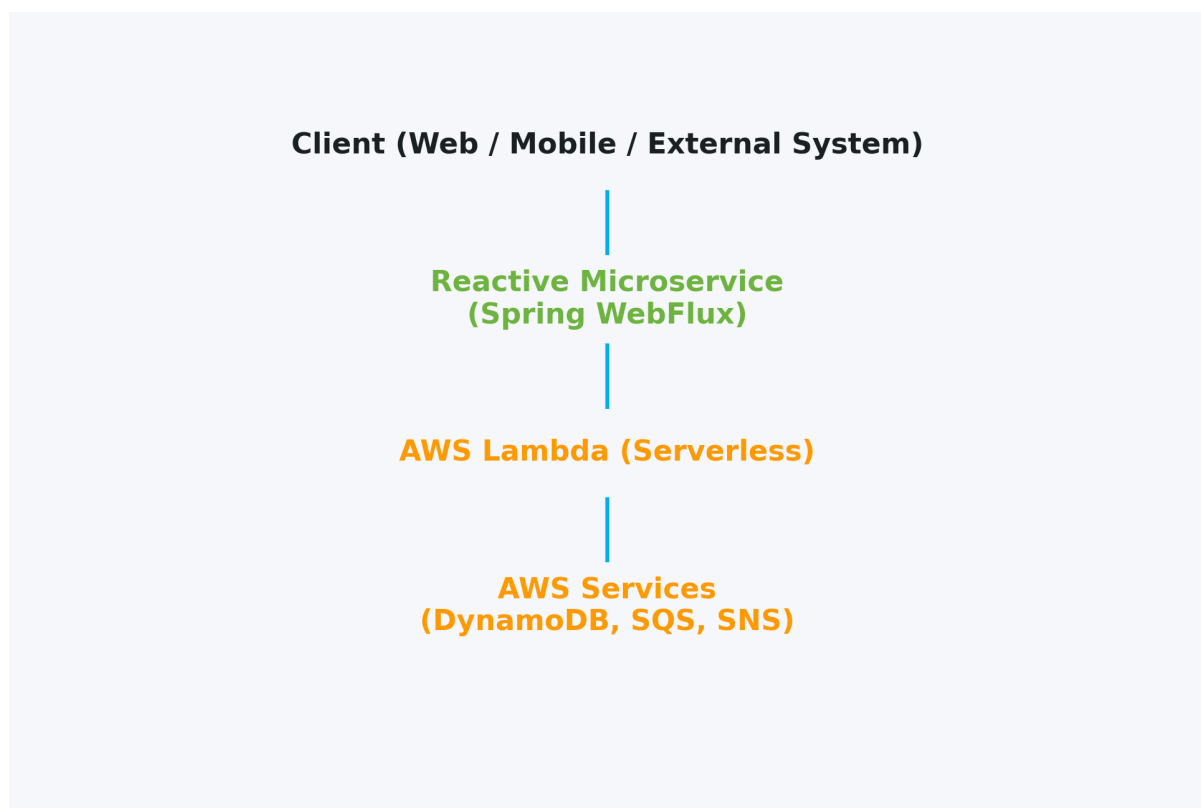 Client (Web / Mobile / External System)
Reactive Microservice
(Spring WebFlux)
AWS Lambda (Serverless)
AWS Services
(DynamoDB, SQS, SNS)